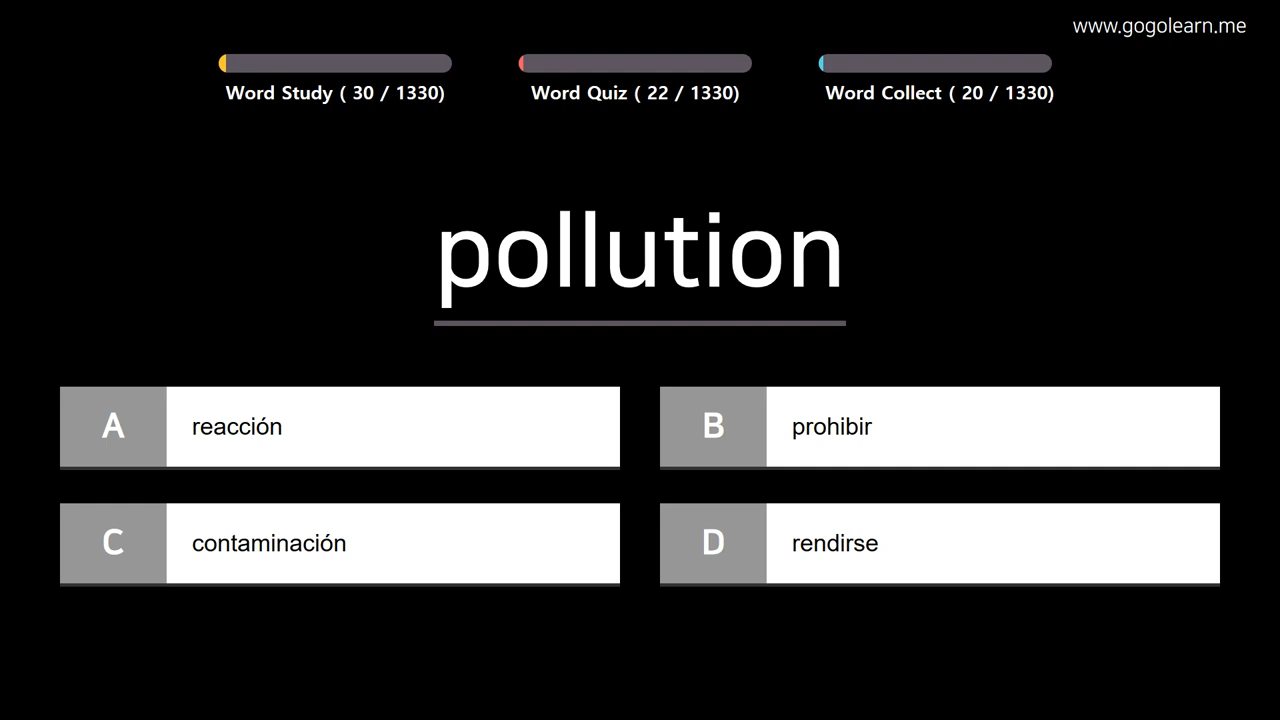 www.gogolearn.me
Word Study ( 30 / 1330)
Word Quiz ( 22 / 1330)
Word Collect ( 20 / 1330)
pollution
A reacción
B prohibir
C contaminación
D rendirse